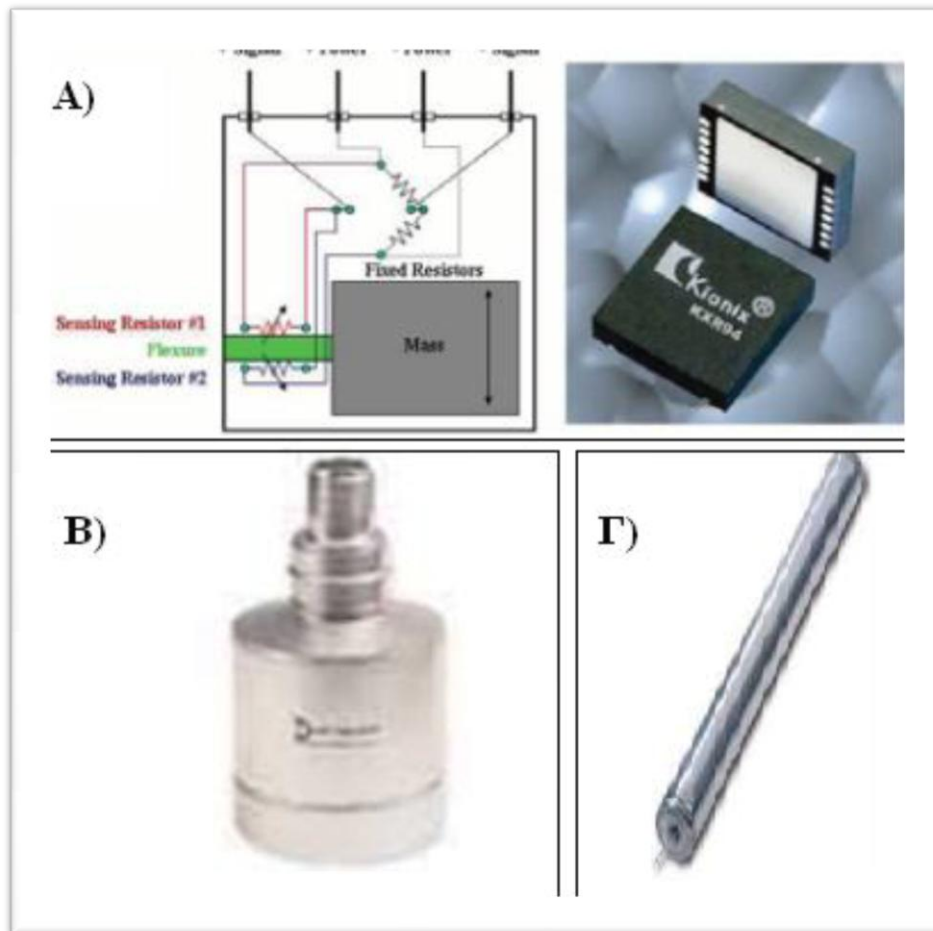 A)
Fixed Resistors
Sensing Resistor #1
Flexure
Sensing Resistor #2
Mass
Kionix®
KXR94
B)
Γ)